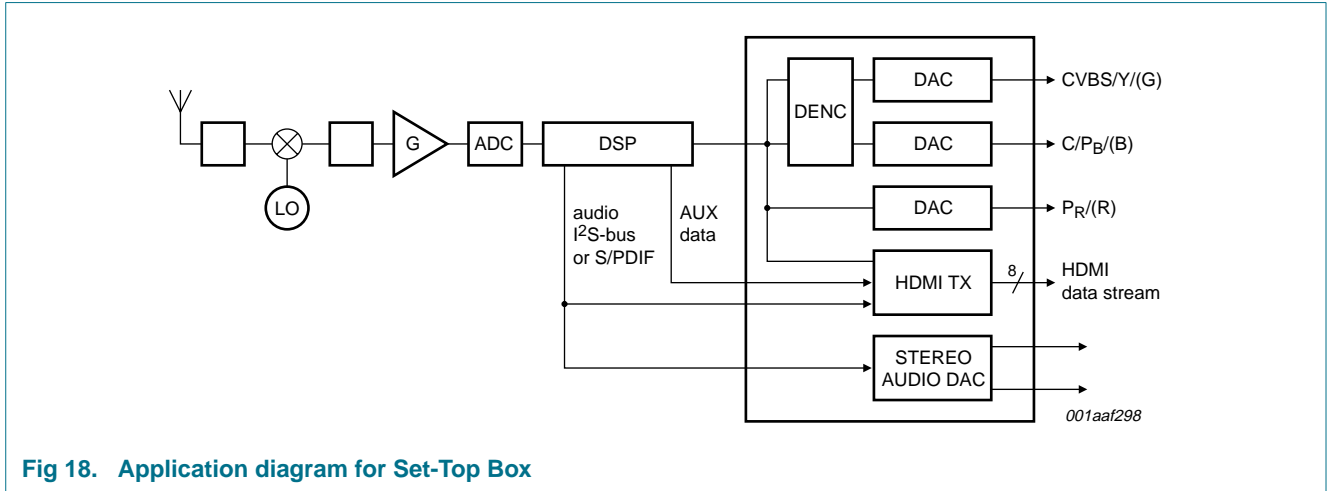 LO
G
ADC
DSP
audio
I2S-bus
or S/PDIF
AUX
data
DENC
DAC
CVBS/Y/(G)
DAC
C/PB/(B)
DAC
PR/(R)
HDMI TX
8
HDMI
data stream
STEREO
AUDIO DAC
001aaf298
Fig 18. Application diagram for Set-Top Box